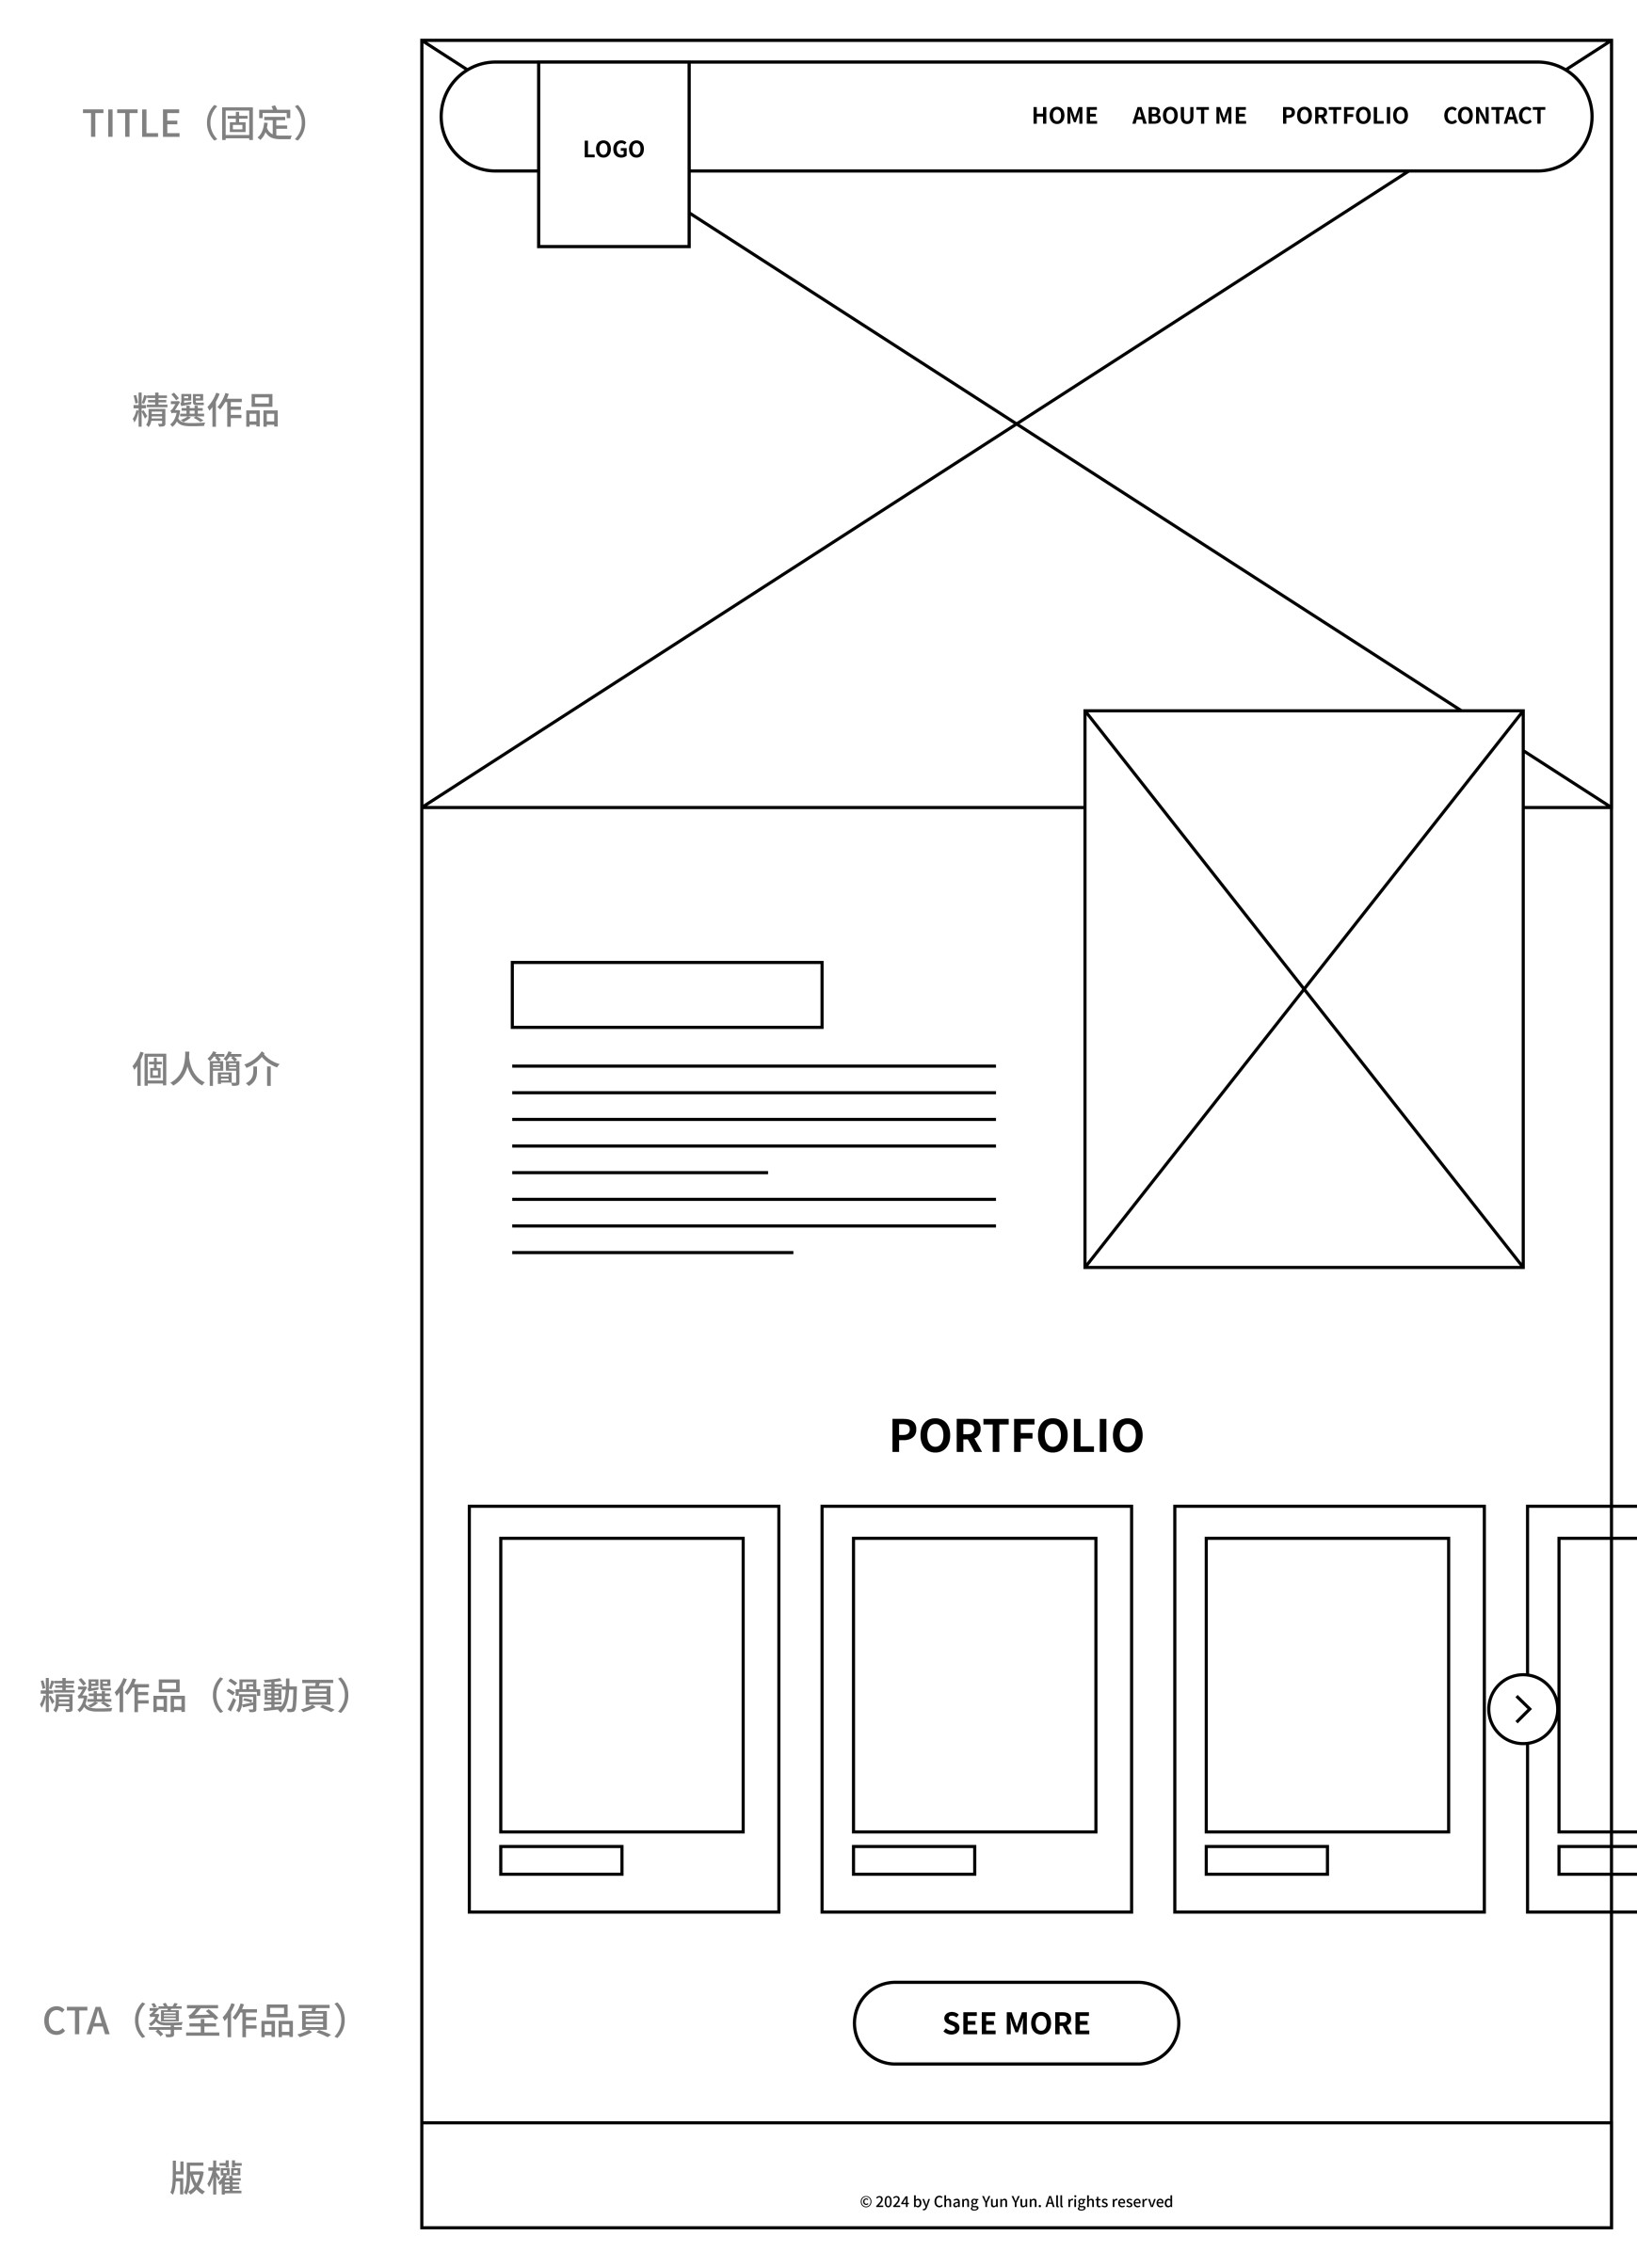 TITLE（固定）
LOGO
HOME ABOUT ME PORTFOLIO CONTACT
精選作品
個人簡介
PORTFOLIO
精選作品（滑動頁）
CTA（導至作品頁）
SEE MORE
版權
© 2024 by Chang Yun Yun. All rights reserved